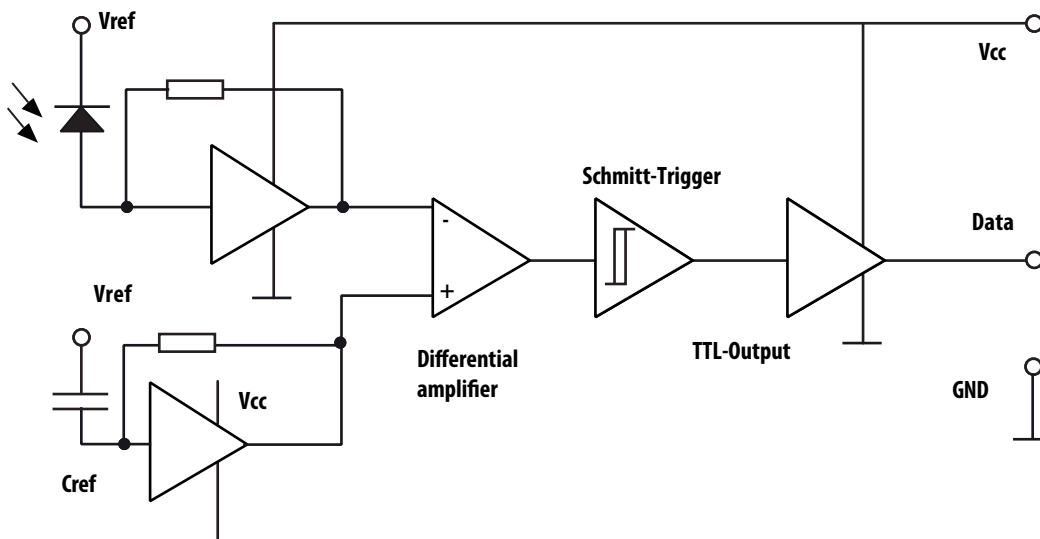 Vref
Vcc
Schmitt-Trigger
Data
-
+
Vref
Differential
amplifier
TTL-Output
GND
Vcc
Cref